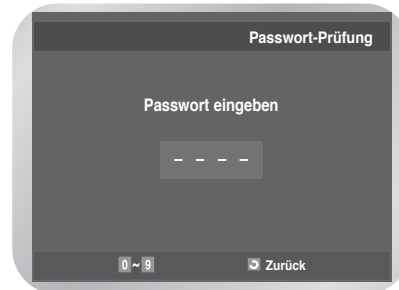 Passwort-Prüfung
Passwort eingeben
– – – –
0 ~ 9 Zurück